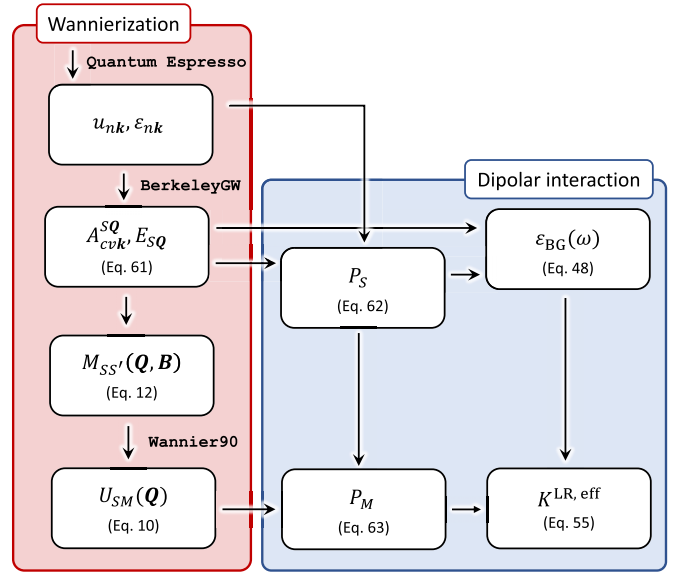 Wannierization
Quantum Espresso
u_{nk}, ε_{nk}
BerkeleyGW
A^{SQ}_{cvk}, E_{SQ}
(Eq. 61)
M_{SS'}(Q, B)
(Eq. 12)
Wannier90
U_{SM}(Q)
(Eq. 10)
Dipolar interaction
P_S
(Eq. 62)
ε_{BG}(ω)
(Eq. 48)
P_M
(Eq. 63)
K^{LR, eff}
(Eq. 55)